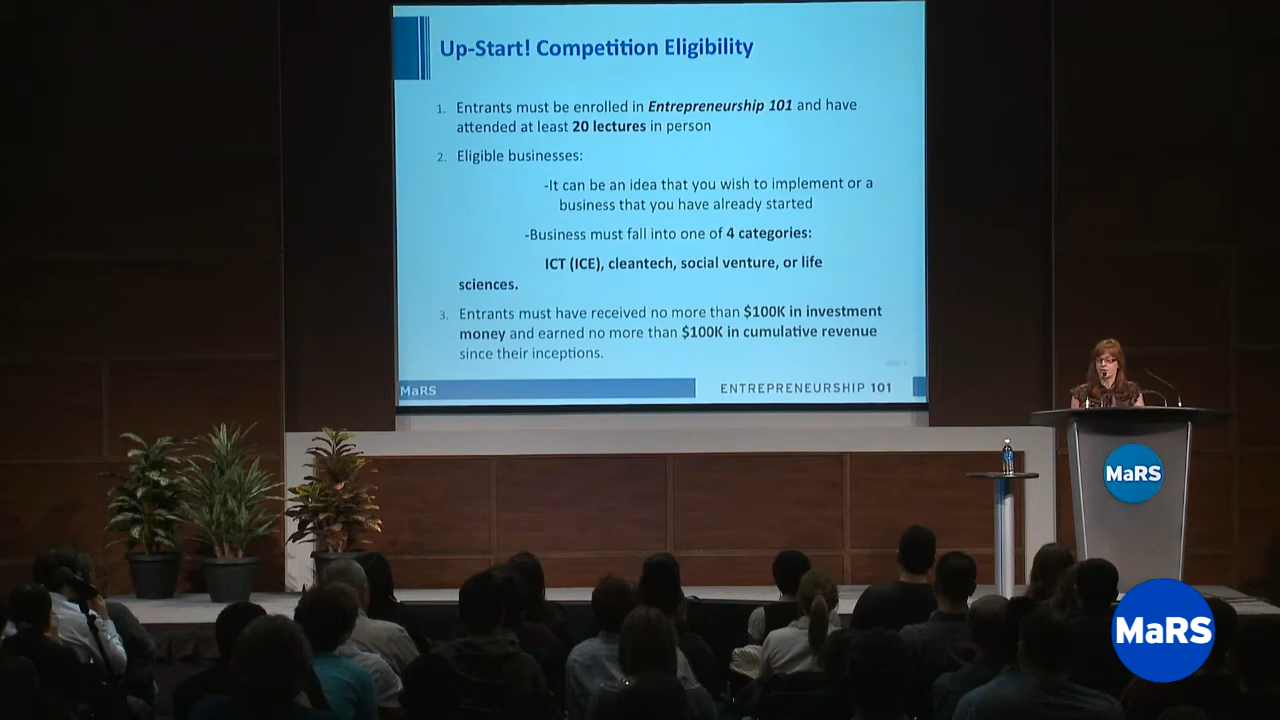 Up-Start! Competition Eligibility
1. Entrants must be enrolled in Entrepreneurship 101 and have
attended at least 20 lectures in person
2. Eligible businesses:
-It can be an idea that you wish to implement or a
business that you have already started
-Business must fall into one of 4 categories:
ICT (ICE), cleantech, social venture, or life
sciences.
3. Entrants must have received no more than $100K in investment
money and earned no more than $100K in cumulative revenue
since their inceptions.
MaRS
ENTREPRENEURSHIP 101
MaRS
MaRS